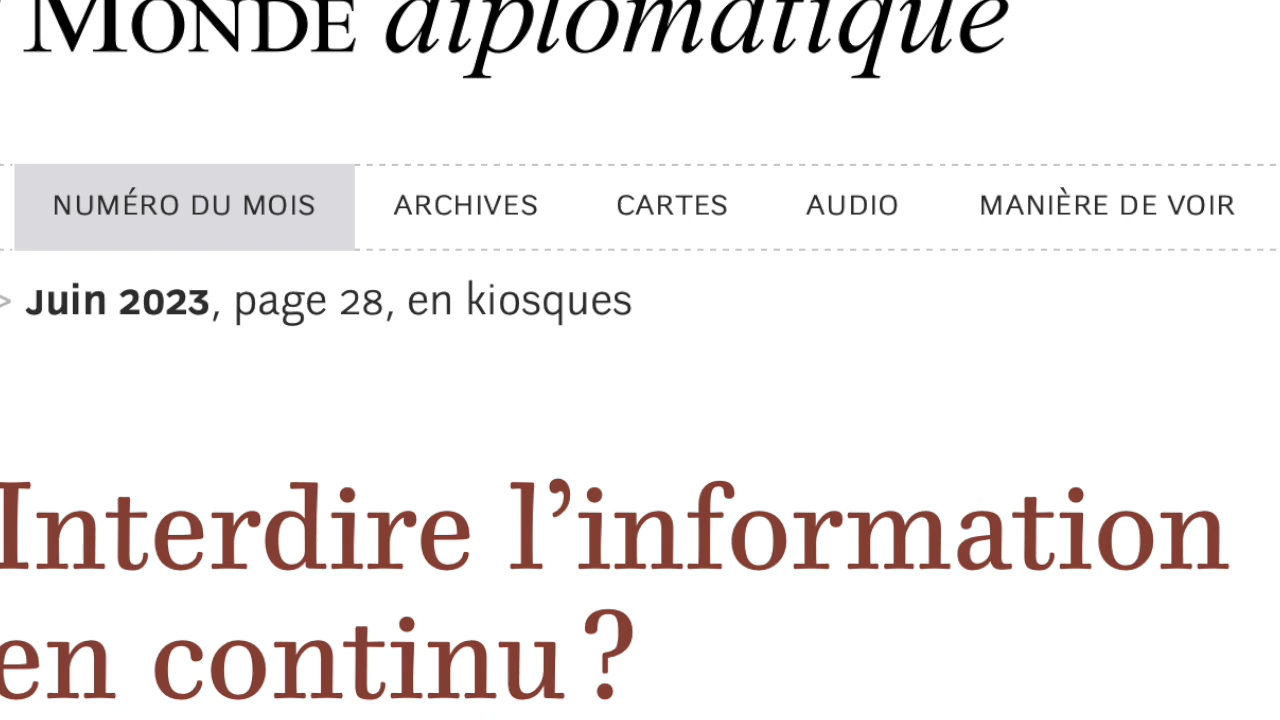 Monde diplomatique
NUMÉRO DU MOIS ARCHIVES CARTES AUDIO MANIÈRE DE VOIR
> Juin 2023, page 28, en kiosques
Interdire l’information
en continu ?